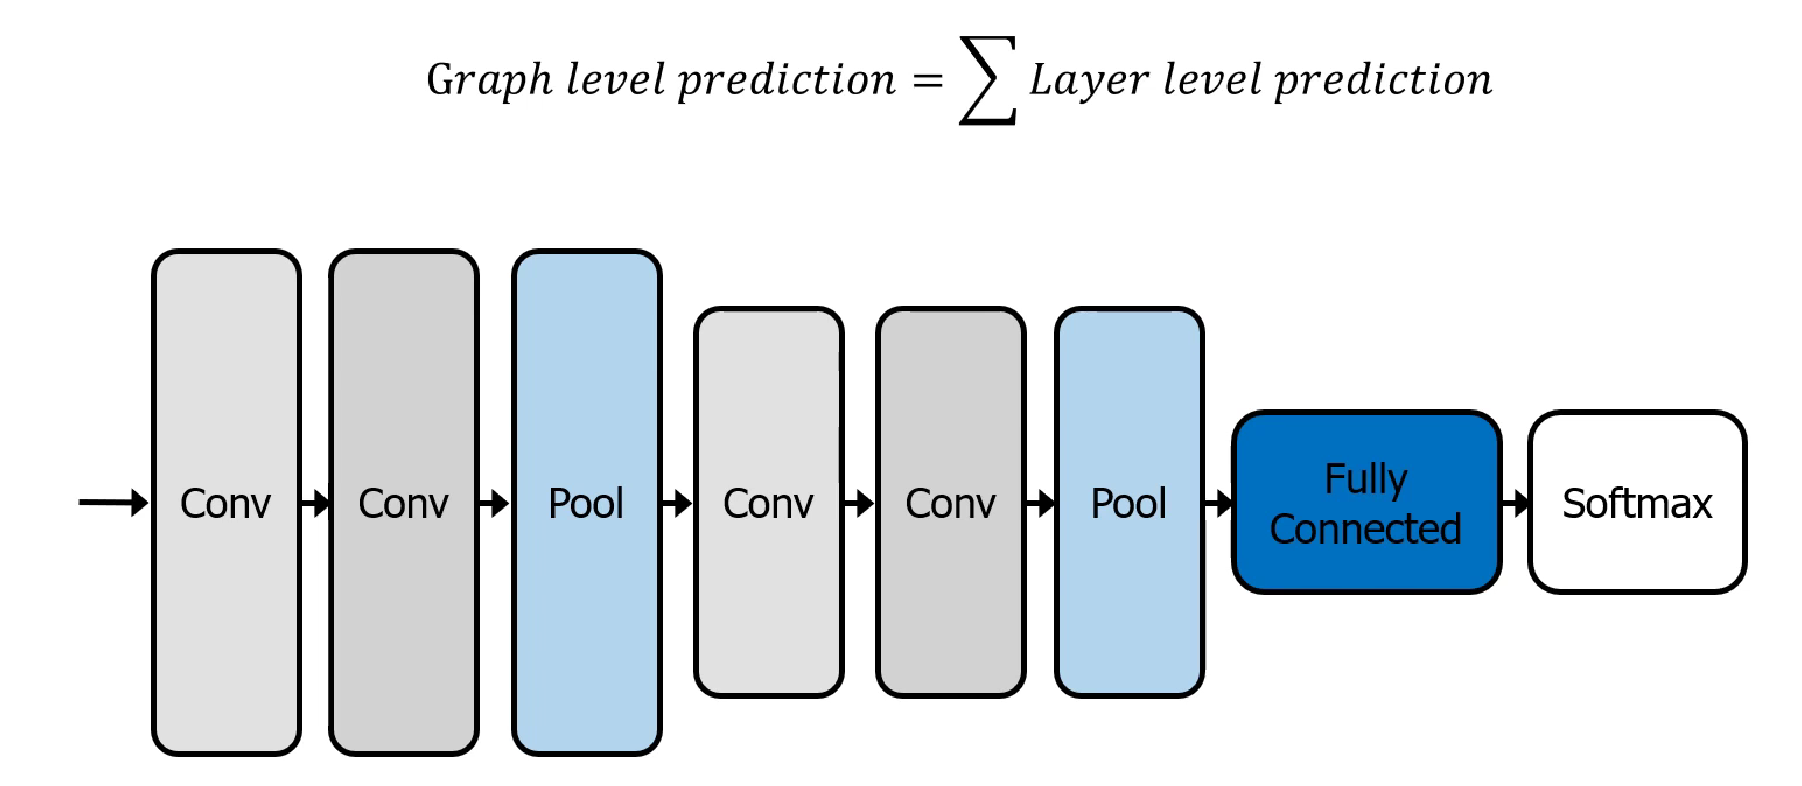 Graph level prediction = ∑ Layer level prediction
Conv
Conv
Pool
Conv
Conv
Pool
Fully
Connected
Softmax